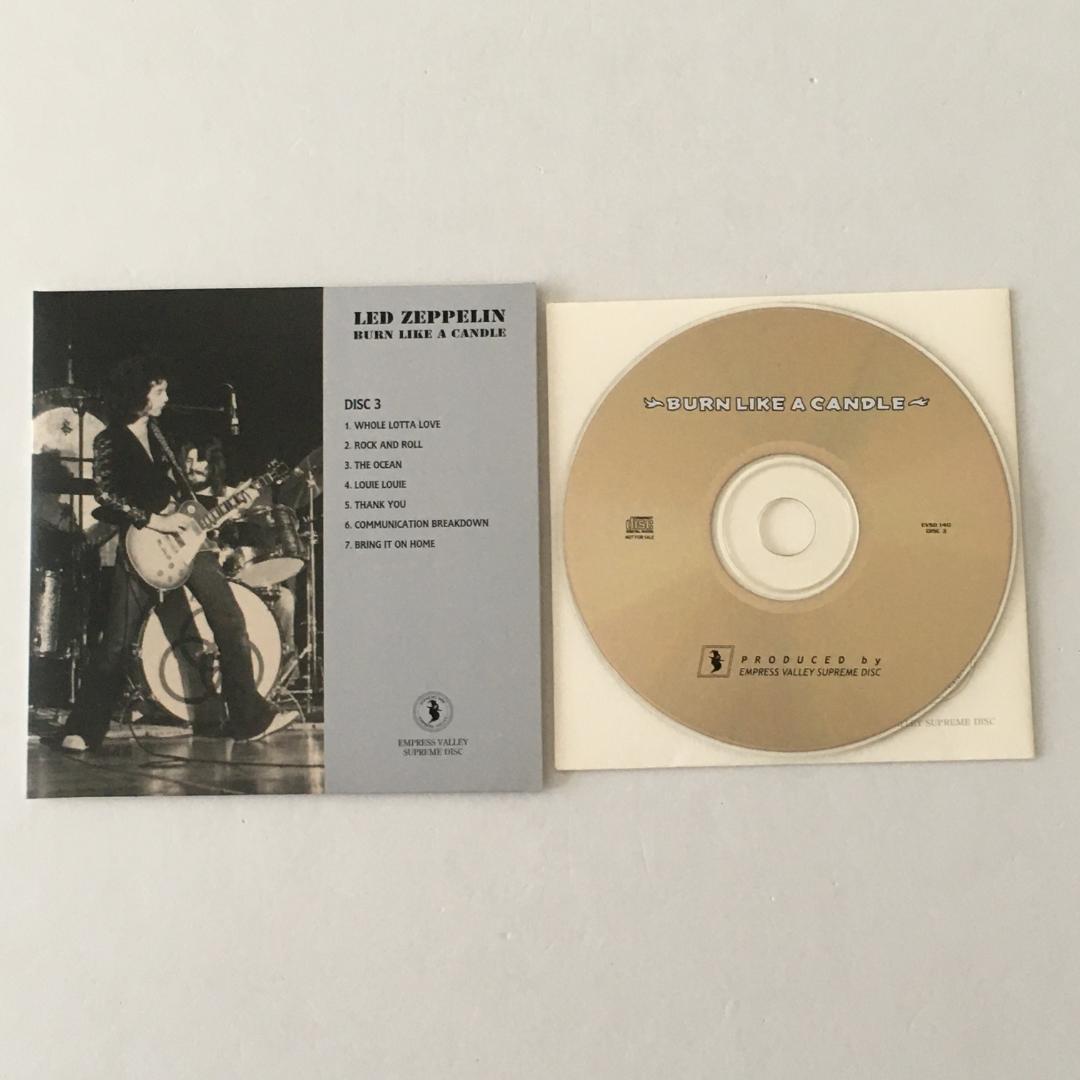 LED ZEPPELIN
BURN LIKE A CANDLE
DISC 3
1. WHOLE LOTTA LOVE
2. ROCK AND ROLL
3. THE OCEAN
4. LOUIE LOUIE
5. THANK YOU
6. COMMUNICATION BREAKDOWN
7. BRING IT ON HOME
EMPRESS VALLEY
SUPREME DISC
BURN LIKE A CANDLE
disc
NOT FOR SALE
DISC 3
PRODUCED by
EMPRESS VALLEY SUPREME DISC
SUPREME DISC